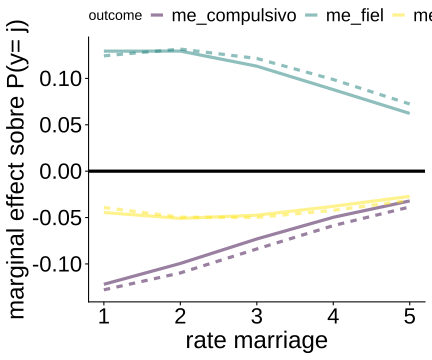 outcome me_compulsivo me_fiel me
marginal effect sobre P(y= j)
0.10
0.05
0.00
-0.05
-0.10
1 2 3 4 5
rate marriage